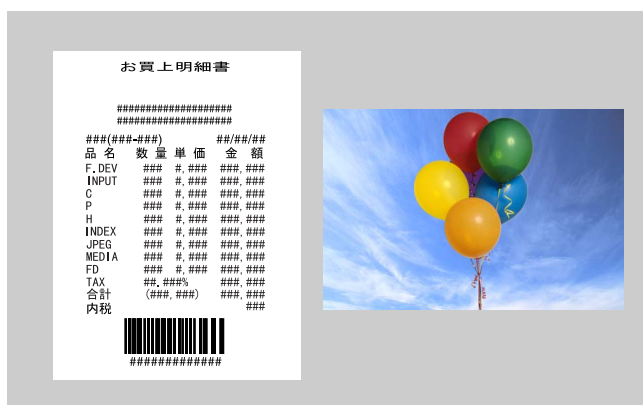 お買上明細書
####################
####################
###(###-###) ##/##/##
品名 数量 単価 金額
F.DEV ### #,### ###,###
INPUT ### #,### ###,###
C ### #,### ###,###
P ### #,### ###,###
H ### #,### ###,###
INDEX ### #,### ###,###
JPEG ### #,### ###,###
MEDIA ### #,### ###,###
FD ### #,### ###,###
TAX ##.###% ###,###
合計 (###,###) ###,###
内税 ###
#############